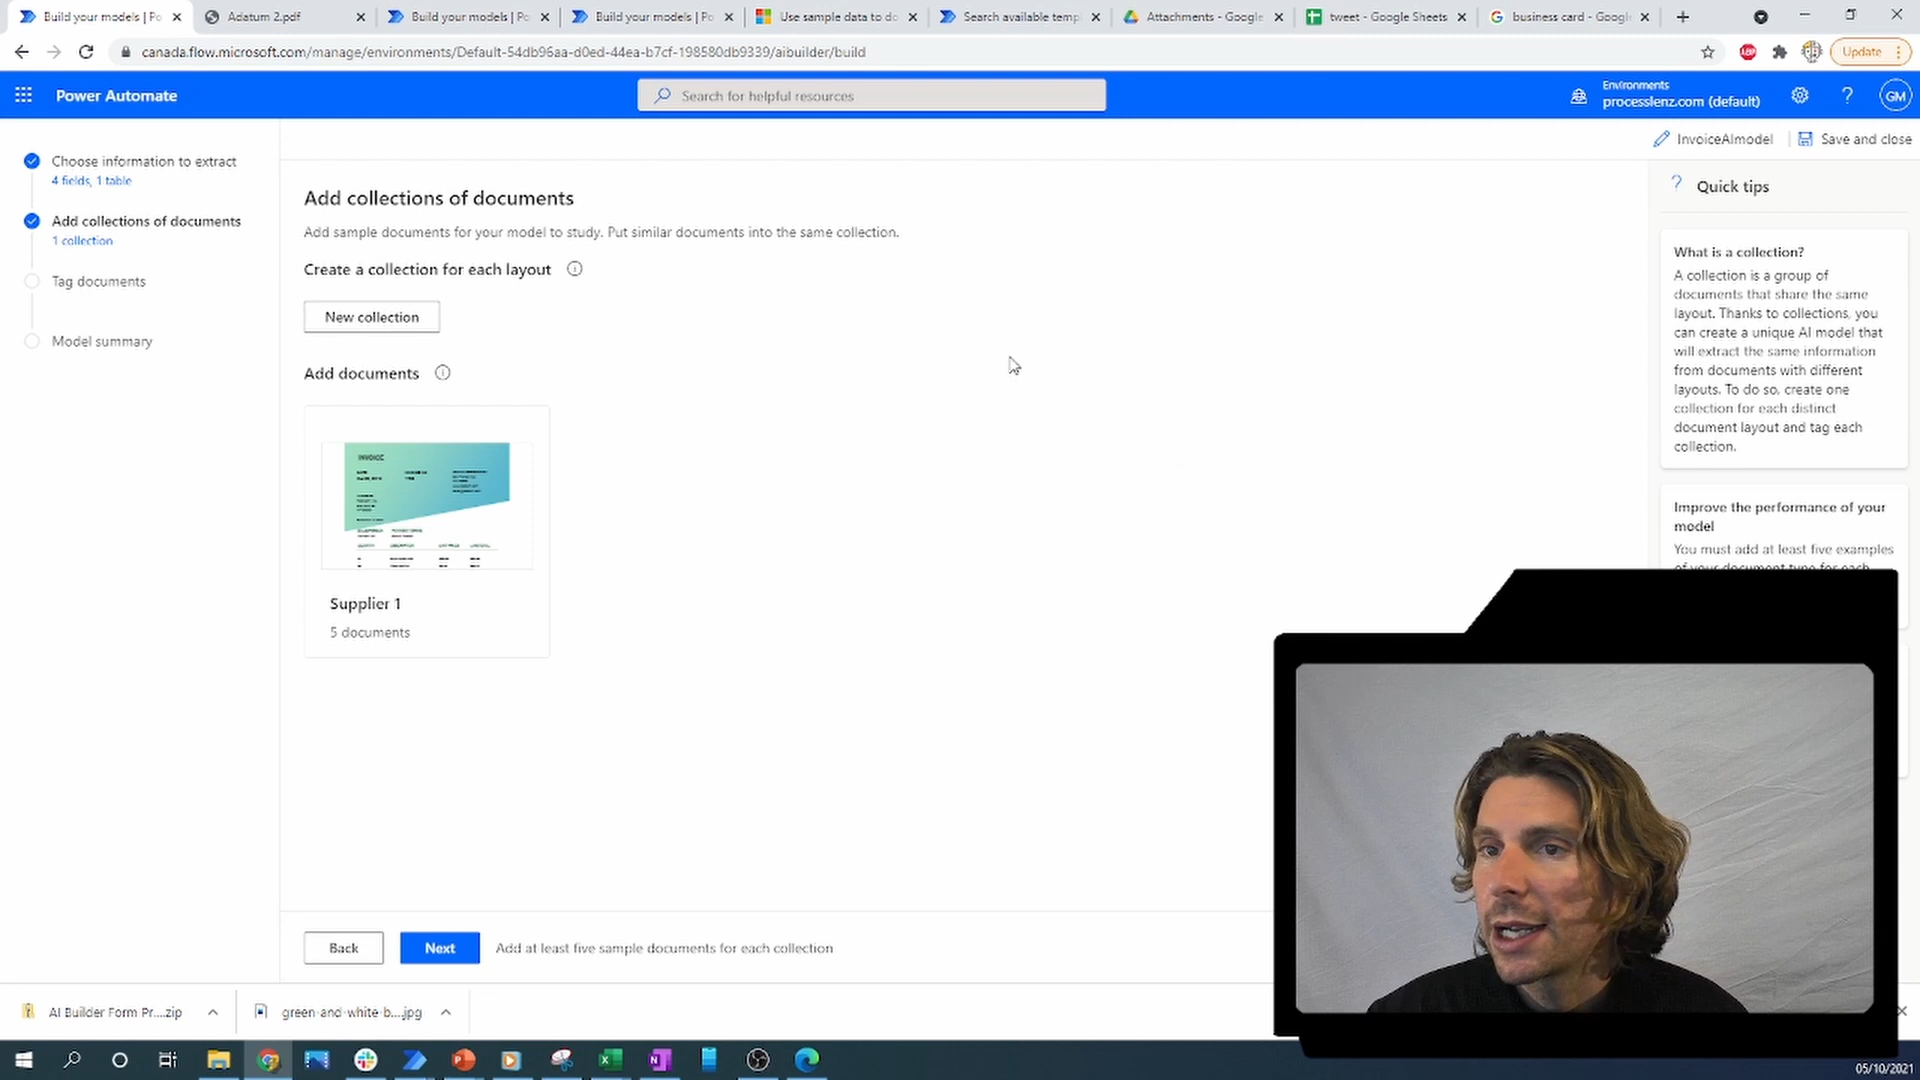 Build your models | Po
Adatum 2.pdf
Build your models | Po
Build your models | Po
Use sample data to do
Search available templ
Attachments - Google
tweet - Google Sheets
business card - Google
canada.flow.microsoft.com/manage/environments/Default-54db96aa-d0ed-44ea-b7cf-198580db9339/aibuilder/build
Update
Power Automate
Search for helpful resources
Environments
processlenz.com (default)
GM
InvoiceAImodel
Save and close
Choose information to extract
4 fields, 1 table
Add collections of documents
1 collection
Tag documents
Model summary
Add collections of documents
Add sample documents for your model to study. Put similar documents into the same collection.
Create a collection for each layout
New collection
Add documents
INVOICE
Supplier 1
5 documents
Quick tips
What is a collection?
A collection is a group of
documents that share the same
layout. Thanks to collections, you
can create a unique AI model that
will extract the same information
from documents with different
layouts. To do so, create one
collection for each distinct
document layout and tag each
collection.
Improve the performance of your
model
You must add at least five examples
of your document type for each
Back
Next
Add at least five sample documents for each collection
AI Builder Form Pr....zip
green-and-white-b....jpg
05/10/2021